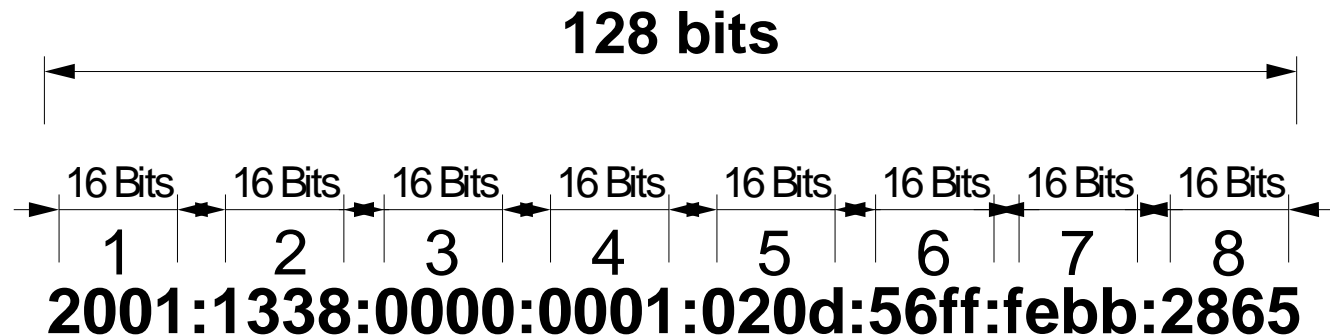 128 bits
16 Bits 16 Bits 16 Bits 16 Bits 16 Bits 16 Bits 16 Bits 16 Bits
1 2 3 4 5 6 7 8
2001:1338:0000:0001:020d:56ff:febb:2865